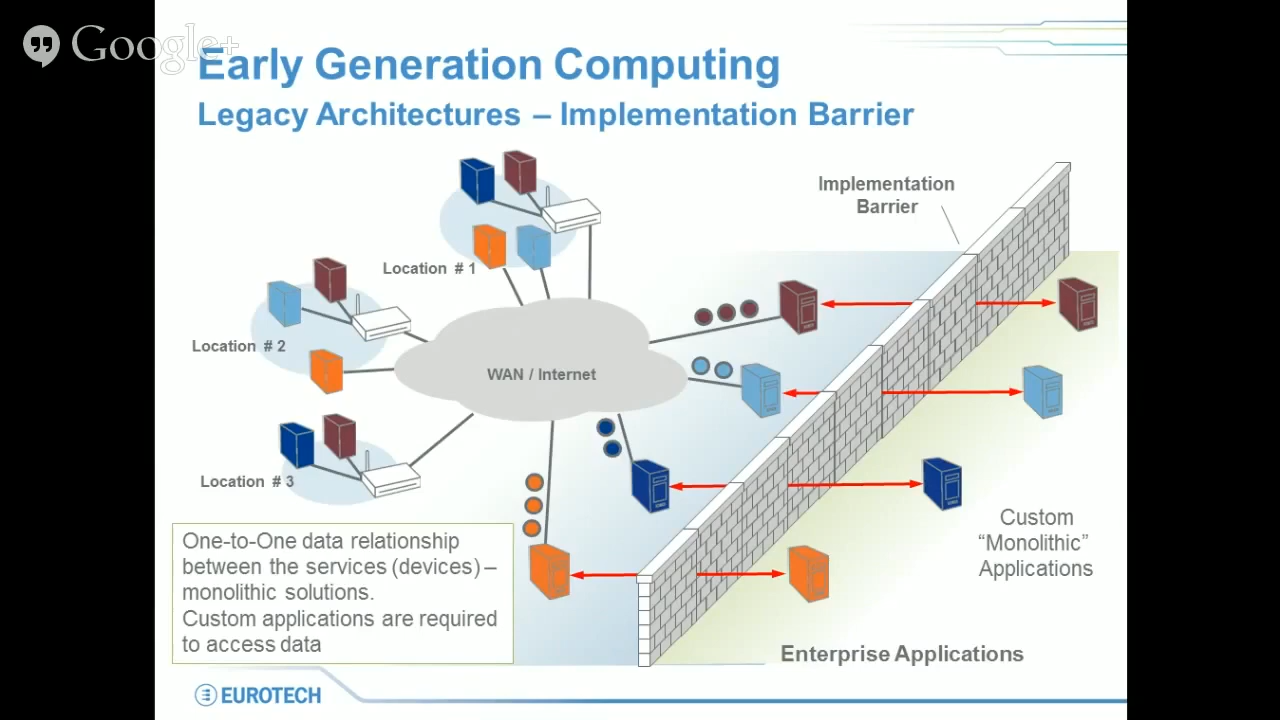 Google+
Early Generation Computing
Legacy Architectures – Implementation Barrier
Implementation
Barrier
Location # 1
Location # 2
WAN / Internet
Location # 3
One-to-One data relationship
between the services (devices) –
monolithic solutions.
Custom applications are required
to access data
Custom
“Monolithic”
Applications
Enterprise Applications
EUROTECH